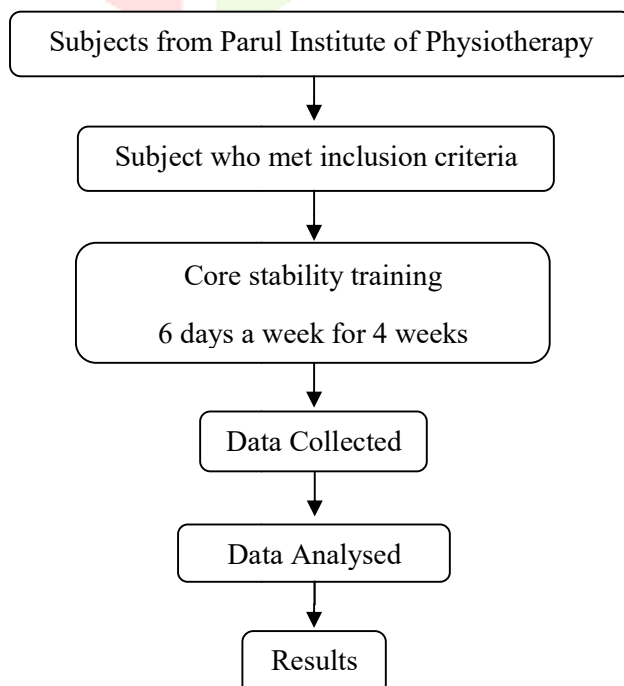 Subjects from Parul Institute of Physiotherapy
Subject who met inclusion criteria
Core stability training
6 days a week for 4 weeks
Data Collected
Data Analysed
Results